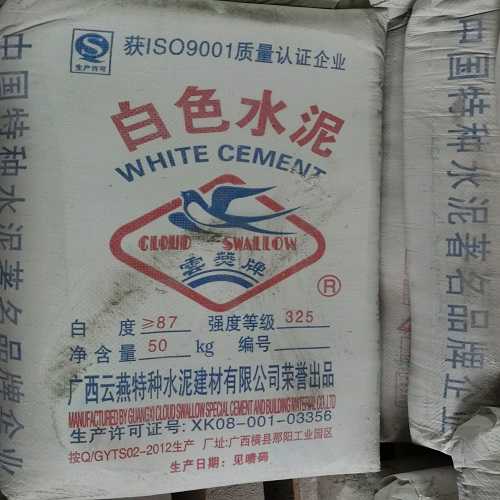 生产许可
获ISO9001质量认证企业
白色水泥
WHITE CEMENT
CLOUD SWALLOW
雲燕牌
®
白度≥87 强度等级 325
净含量 50 kg 编号
广西云燕特种水泥建材有限公司荣誉出品
MANUFACTURED BY GUANGXI CLOUD SWALLOW SPECIAL CEMENT AND BUILDING MATERIAL CO.,LTD
生产许可证号: XK08-001-03356
按Q/GYTS02-2012生产 厂址:广西横县那阳工业园区
生产日期: 见喷码
中国特种水泥著名品牌企业
中国特种水泥著名品牌企业